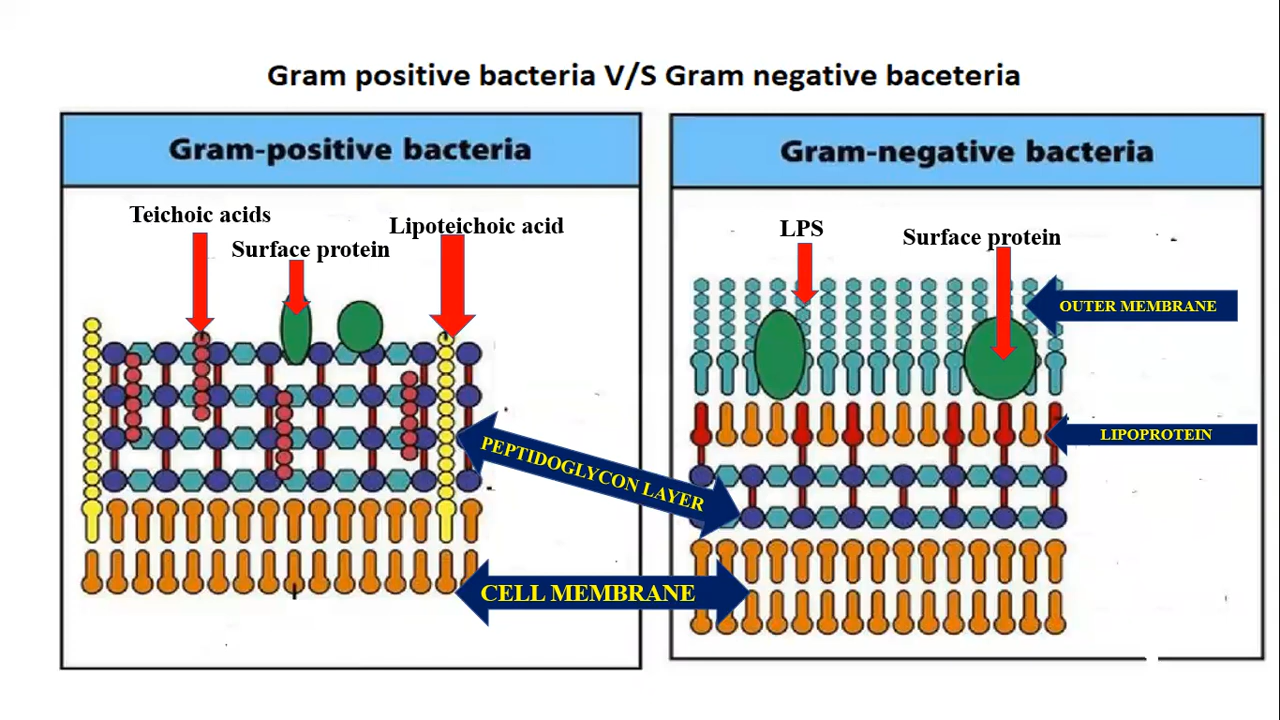 Gram positive bacteria V/S Gram negative baceteria
Gram-positive bacteria
Teichoic acids
Surface protein
Lipoteichoic acid
Gram-negative bacteria
LPS
Surface protein
OUTER MEMBRANE
LIPOPROTEIN
PEPTIDOGLYCON LAYER
CELL MEMBRANE